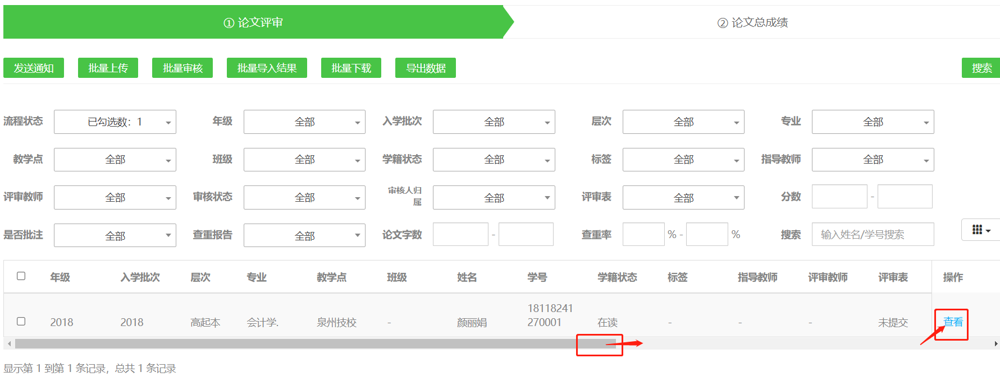 ① 论文评审 ② 论文总成绩
发送通知 批量上传 批量审核 批量导入结果 批量下载 导出数据 搜索
流程状态 已勾选数：1 年级 全部 入学批次 全部 层次 全部 专业 全部
教学点 全部 班级 全部 学籍状态 全部 标签 全部 指导教师 全部
评审教师 全部 审核状态 全部 审核人归属 全部 评审表 全部 分数 -
是否批注 全部 查重报告 全部 论文字数 - 查重率 % - % 搜索 输入姓名/学号搜索
年级 入学批次 层次 专业 教学点 班级 姓名 学号 学籍状态 标签 指导教师 评审教师 评审表 操作
2018 2018 高起本 会计学. 泉州技校 - 颜丽娟 18118241270001 在读 - - - 未提交 查看
显示第 1 到第 1 条记录，总共 1 条记录